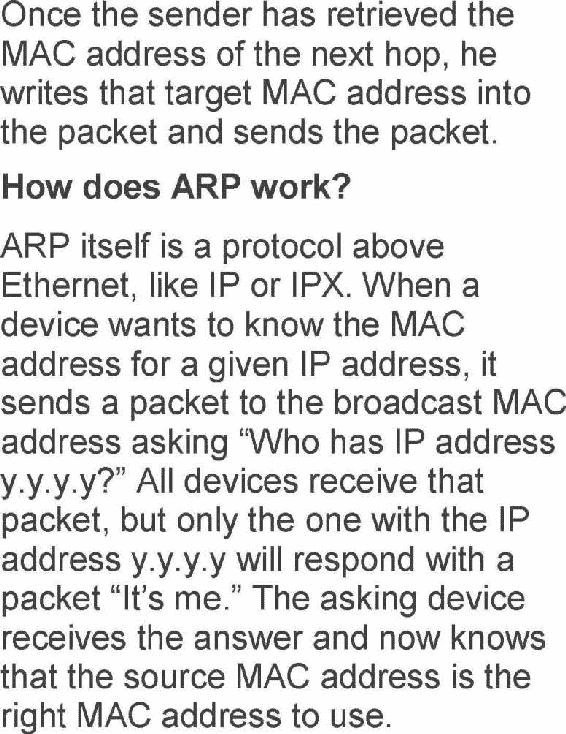 Once the sender has retrieved the
MAC address of the next hop, he
writes that target MAC address into
the packet and sends the packet.
How does ARP work?
ARP itself is a protocol above
Ethernet, like IP or IPX. When a
device wants to know the MAC
address for a given IP address, it
sends a packet to the broadcast MAC
address asking “Who has IP address
y.y.y.y?” All devices receive that
packet, but only the one with the IP
address y.y.y.y will respond with a
packet “It’s me.” The asking device
receives the answer and now knows
that the source MAC address is the
right MAC address to use.